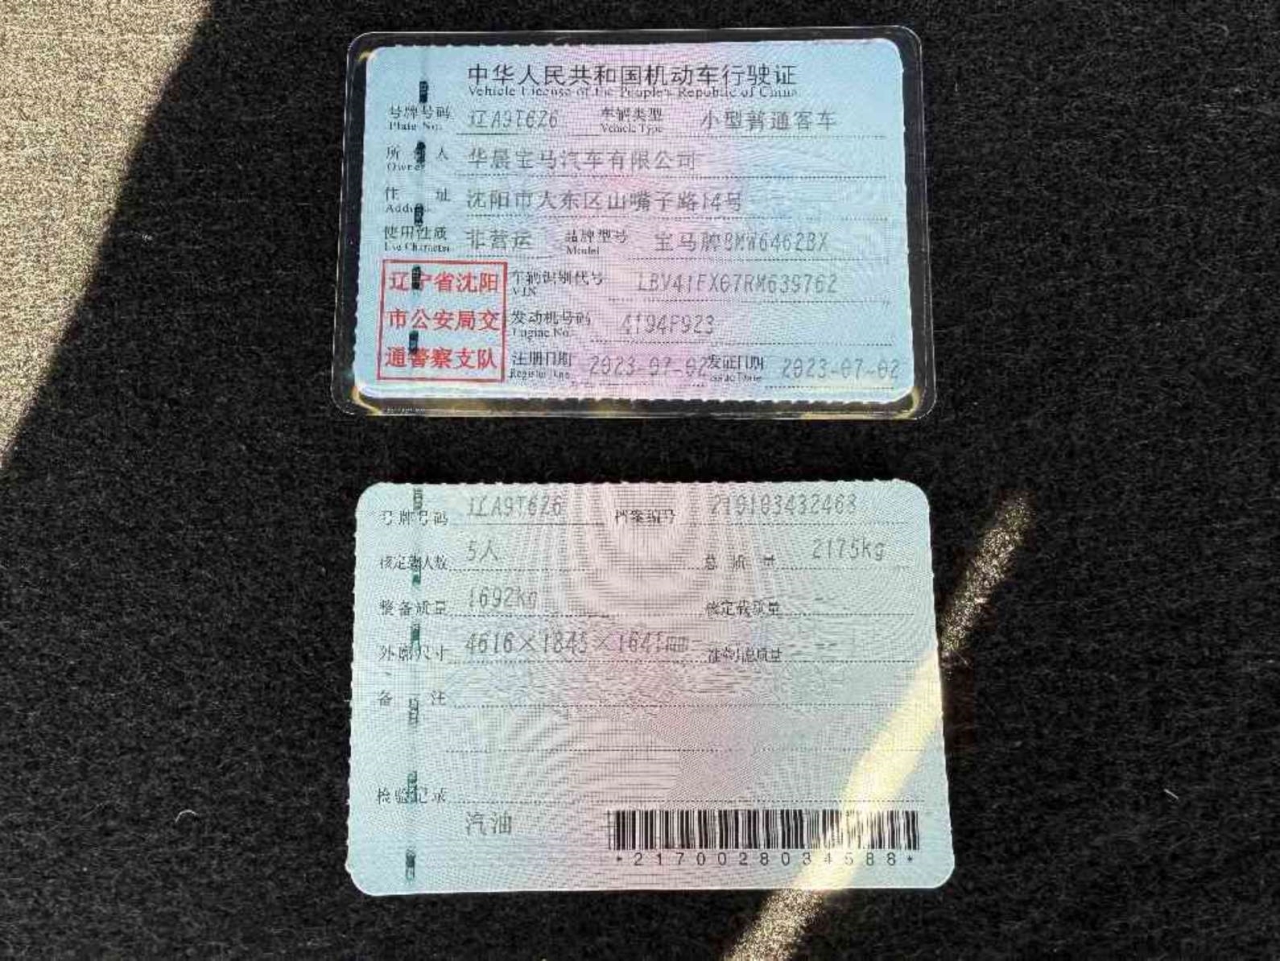 中华人民共和国机动车行驶证
Vehicle License of the People's Republic of China
号牌号码 辽A9T626 车辆类型 小型普通客车
Plate No. Vehicle Type
所有人 华晨宝马汽车有限公司
Owner
住 址 沈阳市大东区山嘴子路14号
Address
使用性质 非营运 品牌型号 宝马牌BMW6462BX
Use Character Model
辽宁省沈阳
市公安局交
通警察支队
车辆识别代号 LBV41FX67RM639762
VIN
发动机号码 4194F923
Engine No.
注册日期 2023-07-02 发证日期 2023-07-02
Register Date Issue Date
号牌号码 辽A9T626 档案编号 210103432468
核定载人数 5人 总质量 2175kg
整备质量 1692kg 核定载质量 --
外廓尺寸 4616×1845×1641mm 准牵引总质量 --
备 注
检验记录
汽油
*2170028034588*